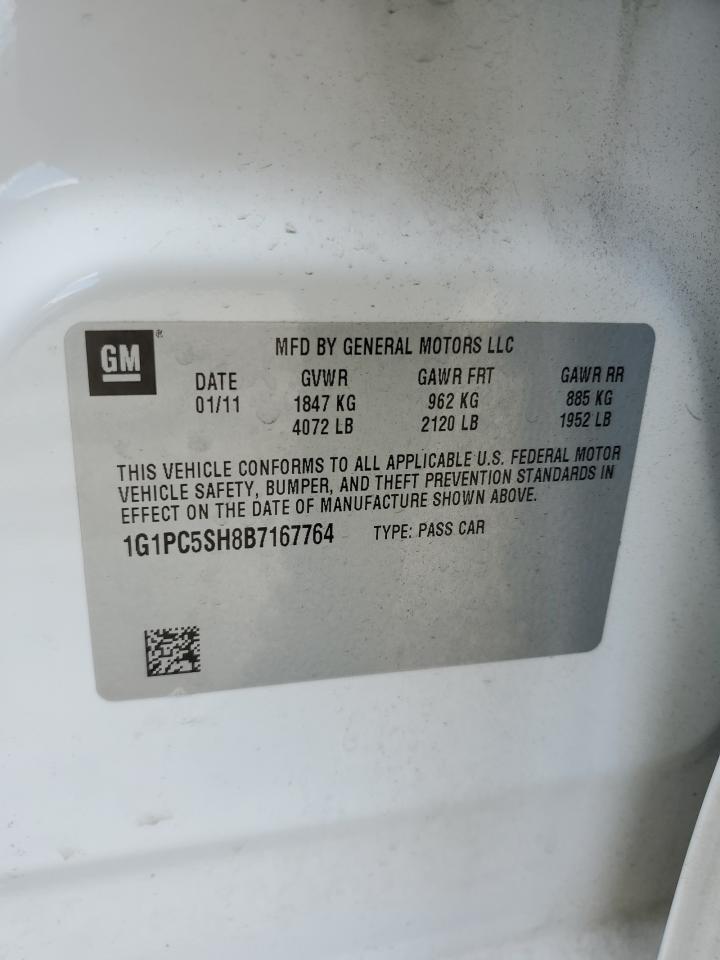 GM®
MFD BY GENERAL MOTORS LLC
DATE GVWR GAWR FRT GAWR RR
01/11 1847 KG 962 KG 885 KG
4072 LB 2120 LB 1952 LB
THIS VEHICLE CONFORMS TO ALL APPLICABLE U.S. FEDERAL MOTOR
VEHICLE SAFETY, BUMPER, AND THEFT PREVENTION STANDARDS IN
EFFECT ON THE DATE OF MANUFACTURE SHOWN ABOVE.
1G1PC5SH8B7167764 TYPE: PASS CAR